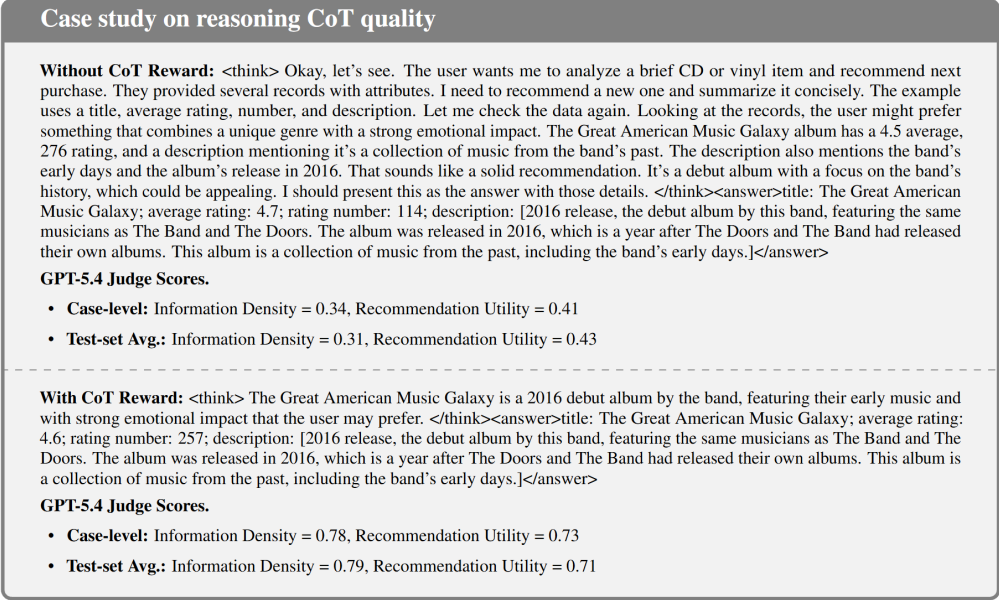 Case study on reasoning CoT quality
Without CoT Reward: <think> Okay, let's see. The user wants me to analyze a brief CD or vinyl item and recommend next
purchase. They provided several records with attributes. I need to recommend a new one and summarize it concisely. The example
uses a title, average rating, number, and description. Let me check the data again. Looking at the records, the user might prefer
something that combines a unique genre with a strong emotional impact. The Great American Music Galaxy album has a 4.5 average,
276 rating, and a description mentioning it's a collection of music from the band's past. The description also mentions the band's
early days and the album's release in 2016. That sounds like a solid recommendation. It's a debut album with a focus on the band's
history, which could be appealing. I should present this as the answer with those details. </think><answer>title: The Great American
Music Galaxy; average rating: 4.7; rating number: 114; description: [2016 release, the debut album by this band, featuring the same
musicians as The Band and The Doors. The album was released in 2016, which is a year after The Doors and The Band had released
their own albums. This album is a collection of music from the past, including the band's early days.]</answer>
GPT-5.4 Judge Scores.
• Case-level: Information Density = 0.34, Recommendation Utility = 0.41
• Test-set Avg.: Information Density = 0.31, Recommendation Utility = 0.43
With CoT Reward: <think> The Great American Music Galaxy is a 2016 debut album by the band, featuring their early music and
with strong emotional impact that the user may prefer. </think><answer>title: The Great American Music Galaxy; average rating:
4.6; rating number: 257; description: [2016 release, the debut album by this band, featuring the same musicians as The Band and The
Doors. The album was released in 2016, which is a year after The Doors and The Band had released their own albums. This album is
a collection of music from the past, including the band's early days.]</answer>
GPT-5.4 Judge Scores.
• Case-level: Information Density = 0.78, Recommendation Utility = 0.73
• Test-set Avg.: Information Density = 0.79, Recommendation Utility = 0.71